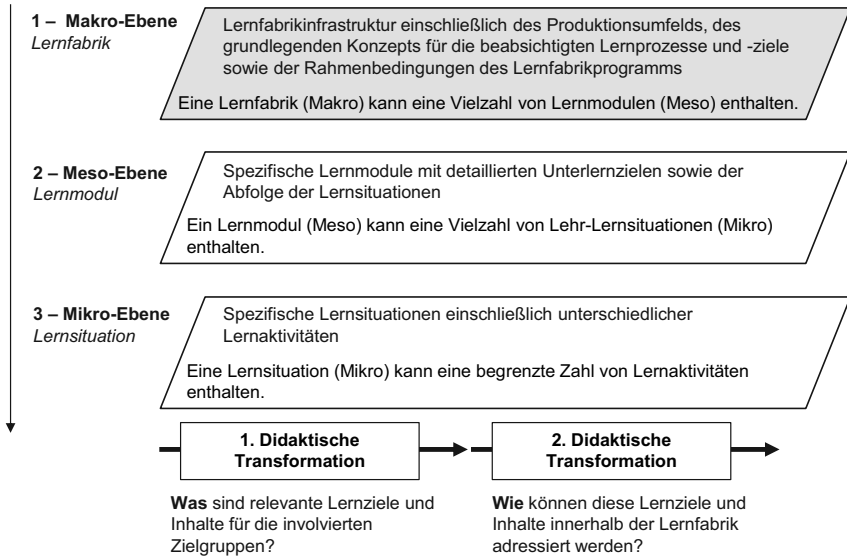 1 – Makro-Ebene
Lernfabrik
Lernfabrikinfrastruktur einschließlich des Produktionsumfelds, des
grundlegenden Konzepts für die beabsichtigten Lernprozesse und -ziele
sowie der Rahmenbedingungen des Lernfabrikprogramms
Eine Lernfabrik (Makro) kann eine Vielzahl von Lernmodulen (Meso) enthalten.
2 – Meso-Ebene
Lernmodul
Spezifische Lernmodule mit detaillierten Unterlernzielen sowie der
Abfolge der Lernsituationen
Ein Lernmodul (Meso) kann eine Vielzahl von Lehr-Lernsituationen (Mikro)
enthalten.
3 – Mikro-Ebene
Lernsituation
Spezifische Lernsituationen einschließlich unterschiedlicher
Lernaktivitäten
Eine Lernsituation (Mikro) kann eine begrenzte Zahl von Lernaktivitäten
enthalten.
1. Didaktische
Transformation
Was sind relevante Lernziele und
Inhalte für die involvierten
Zielgruppen?
2. Didaktische
Transformation
Wie können diese Lernziele und
Inhalte innerhalb der Lernfabrik
adressiert werden?